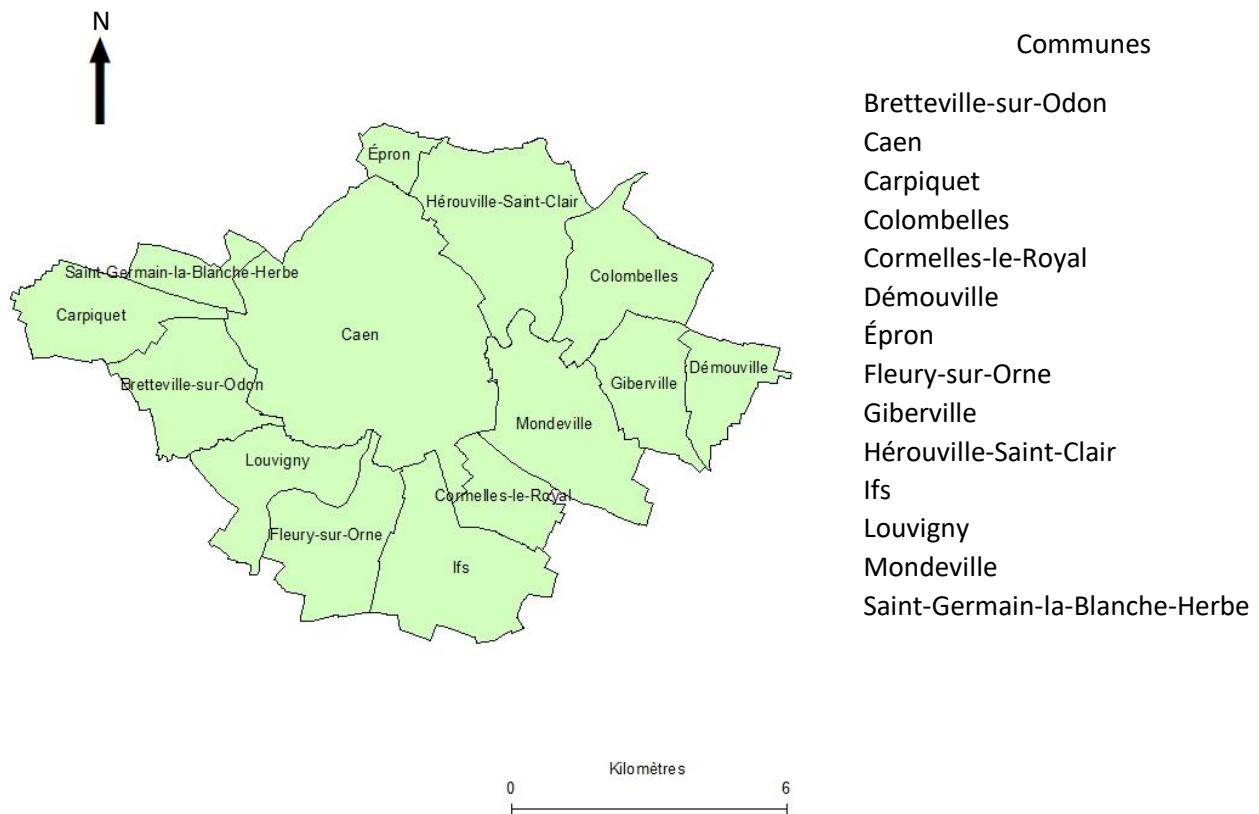 N
Communes
Bretteville-sur-Odon
Caen
Carpiquet
Colombelles
Cormelles-le-Royal
Démouville
Épron
Fleury-sur-Orne
Giberville
Hérouville-Saint-Clair
Ifs
Louvigny
Mondeville
Saint-Germain-la-Blanche-Herbe
Épron
Hérouville-Saint-Clair
Saint-Germain-la-Blanche-Herbe
Colombelles
Carpiquet
Caen
Démouville
Bretteville-sur-Odon
Giberville
Mondeville
Louvigny
Cormelles-le-Royal
Fleury-sur-Orne
Ifs
Kilomètres
0 6